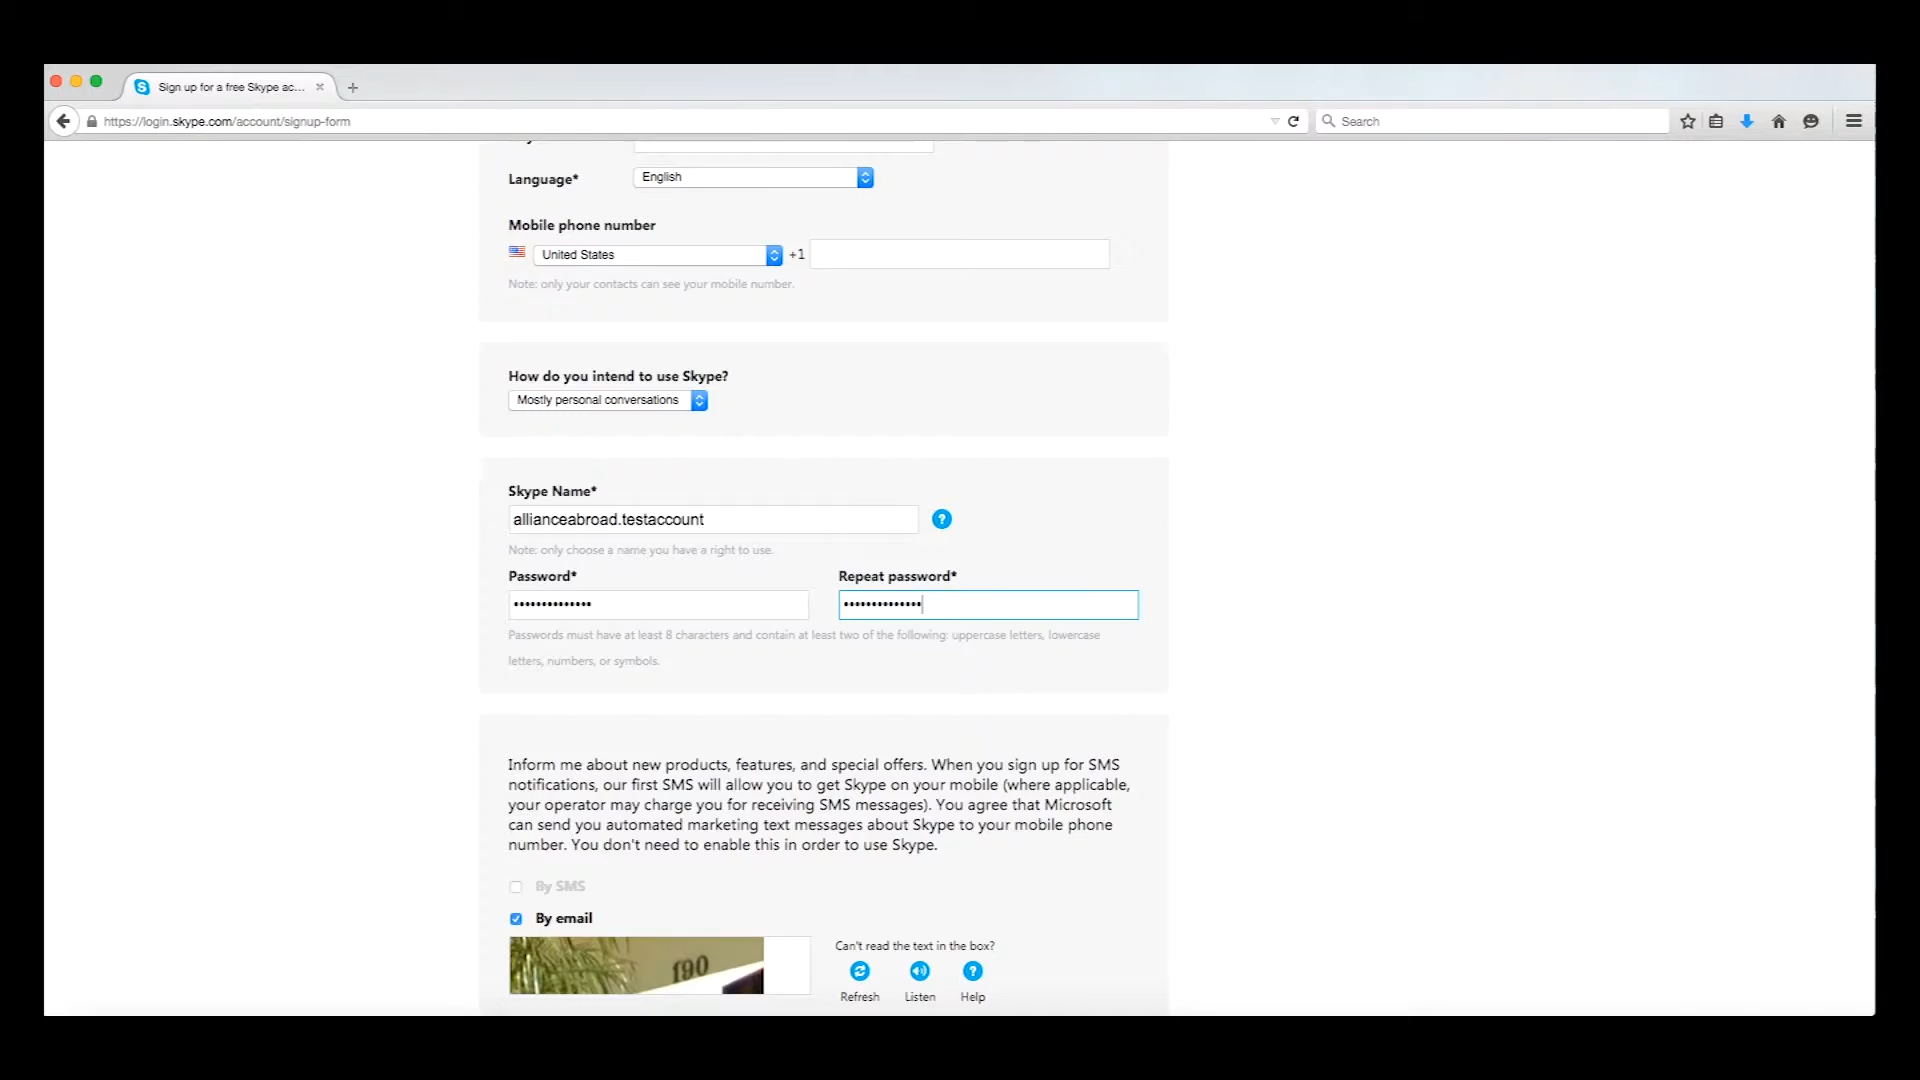 Sign up for a free Skype ac...
https://login.skype.com/account/signup-form
Search
Language*
English
Mobile phone number
United States
+1
Note: only your contacts can see your mobile number.
How do you intend to use Skype?
Mostly personal conversations
Skype Name*
allianceabroad.testaccount
?
Note: only choose a name you have a right to use.
Password*
Repeat password*
••••••••••••••
••••••••••••••
Passwords must have at least 8 characters and contain at least two of the following: uppercase letters, lowercase
letters, numbers, or symbols.
Inform me about new products, features, and special offers. When you sign up for SMS
notifications, our first SMS will allow you to get Skype on your mobile (where applicable,
your operator may charge you for receiving SMS messages). You agree that Microsoft
can send you automated marketing text messages about Skype to your mobile phone
number. You don't need to enable this in order to use Skype.
By SMS
By email
190
Can't read the text in the box?
Refresh
Listen
?
Help